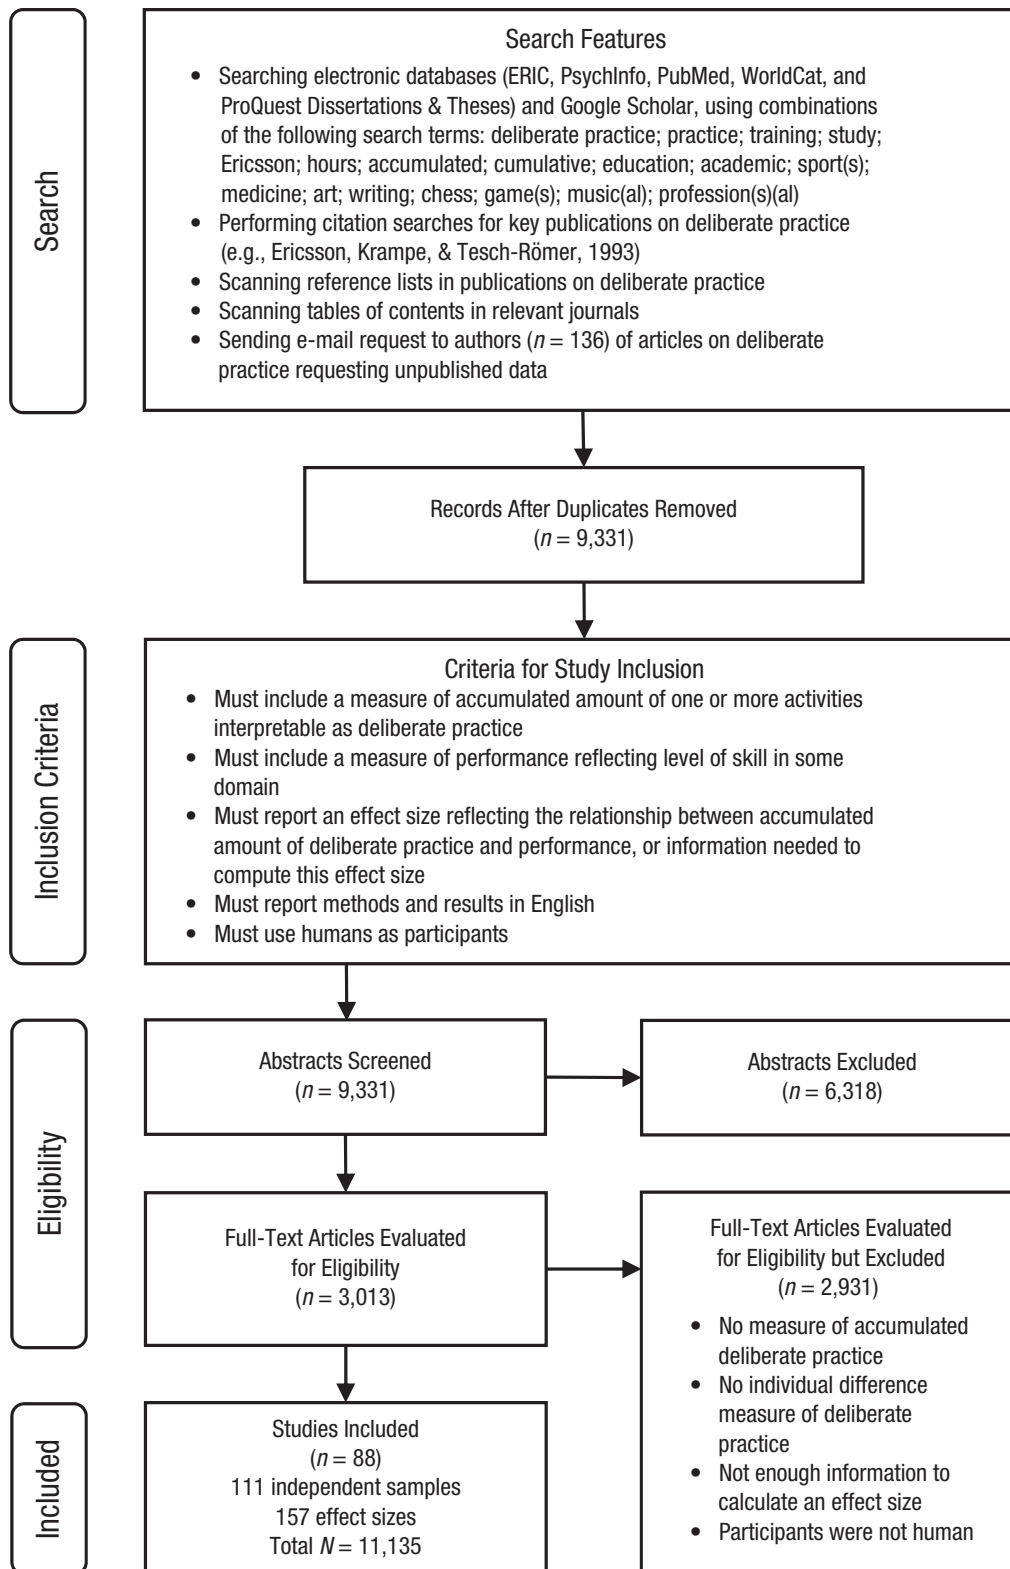 Search
Search Features
• Searching electronic databases (ERIC, PsychInfo, PubMed, WorldCat, and
ProQuest Dissertations & Theses) and Google Scholar, using combinations
of the following search terms: deliberate practice; practice; training; study;
Ericsson; hours; accumulated; cumulative; education; academic; sport(s);
medicine; art; writing; chess; game(s); music(al); profession(s)(al)
• Performing citation searches for key publications on deliberate practice
(e.g., Ericsson, Krampe, & Tesch-Römer, 1993)
• Scanning reference lists in publications on deliberate practice
• Scanning tables of contents in relevant journals
• Sending e-mail request to authors (n = 136) of articles on deliberate
practice requesting unpublished data
Records After Duplicates Removed
(n = 9,331)
Inclusion Criteria
Criteria for Study Inclusion
• Must include a measure of accumulated amount of one or more activities
interpretable as deliberate practice
• Must include a measure of performance reflecting level of skill in some
domain
• Must report an effect size reflecting the relationship between accumulated
amount of deliberate practice and performance, or information needed to
compute this effect size
• Must report methods and results in English
• Must use humans as participants
Eligibility
Abstracts Screened
(n = 9,331)
Abstracts Excluded
(n = 6,318)
Full-Text Articles Evaluated
for Eligibility
(n = 3,013)
Full-Text Articles Evaluated
for Eligibility but Excluded
(n = 2,931)
• No measure of accumulated
deliberate practice
• No individual difference
measure of deliberate
practice
• Not enough information to
calculate an effect size
• Participants were not human
Included
Studies Included
(n = 88)
111 independent samples
157 effect sizes
Total N = 11,135